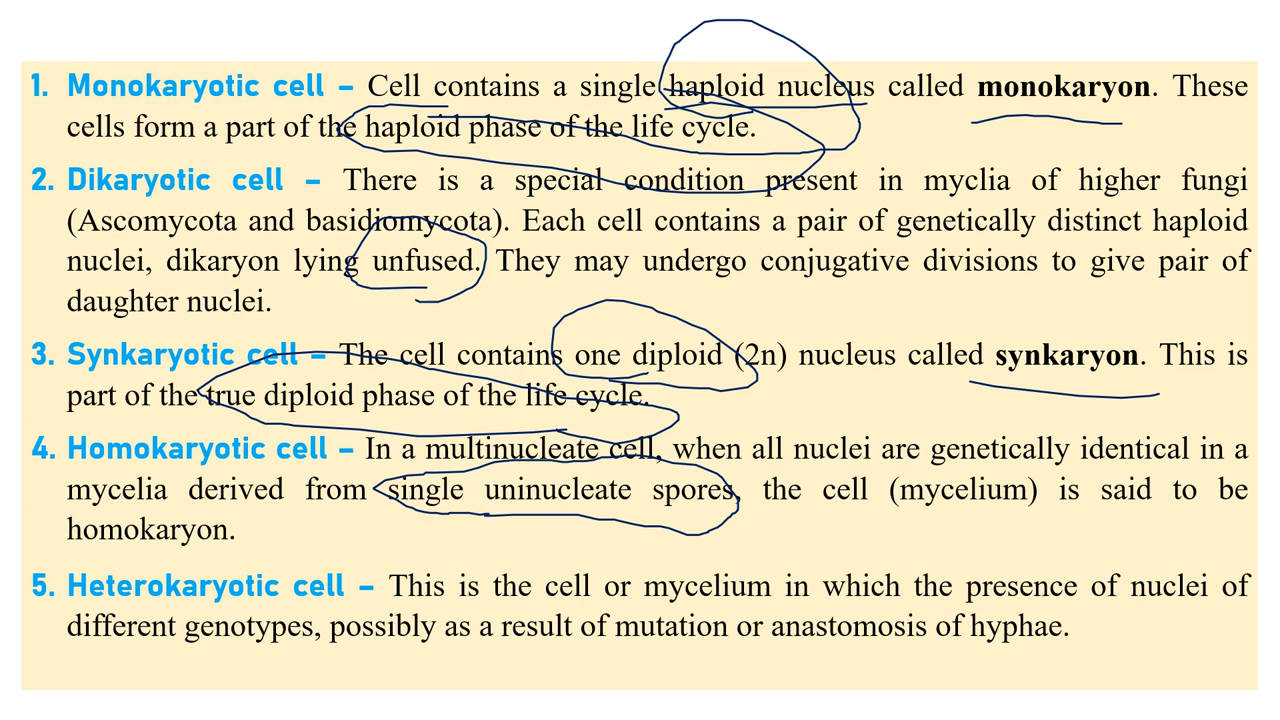 1. Monokaryotic cell – Cell contains a single haploid nucleus called monokaryon. These
cells form a part of the haploid phase of the life cycle.
2. Dikaryotic cell – There is a special condition present in myclia of higher fungi
(Ascomycota and basidiomycota). Each cell contains a pair of genetically distinct haploid
nuclei, dikaryon lying unfused. They may undergo conjugative divisions to give pair of
daughter nuclei.
3. Synkaryotic cell – The cell contains one diploid (2n) nucleus called synkaryon. This is
part of the true diploid phase of the life cycle.
4. Homokaryotic cell – In a multinucleate cell, when all nuclei are genetically identical in a
mycelia derived from single uninucleate spores, the cell (mycelium) is said to be
homokaryon.
5. Heterokaryotic cell – This is the cell or mycelium in which the presence of nuclei of
different genotypes, possibly as a result of mutation or anastomosis of hyphae.